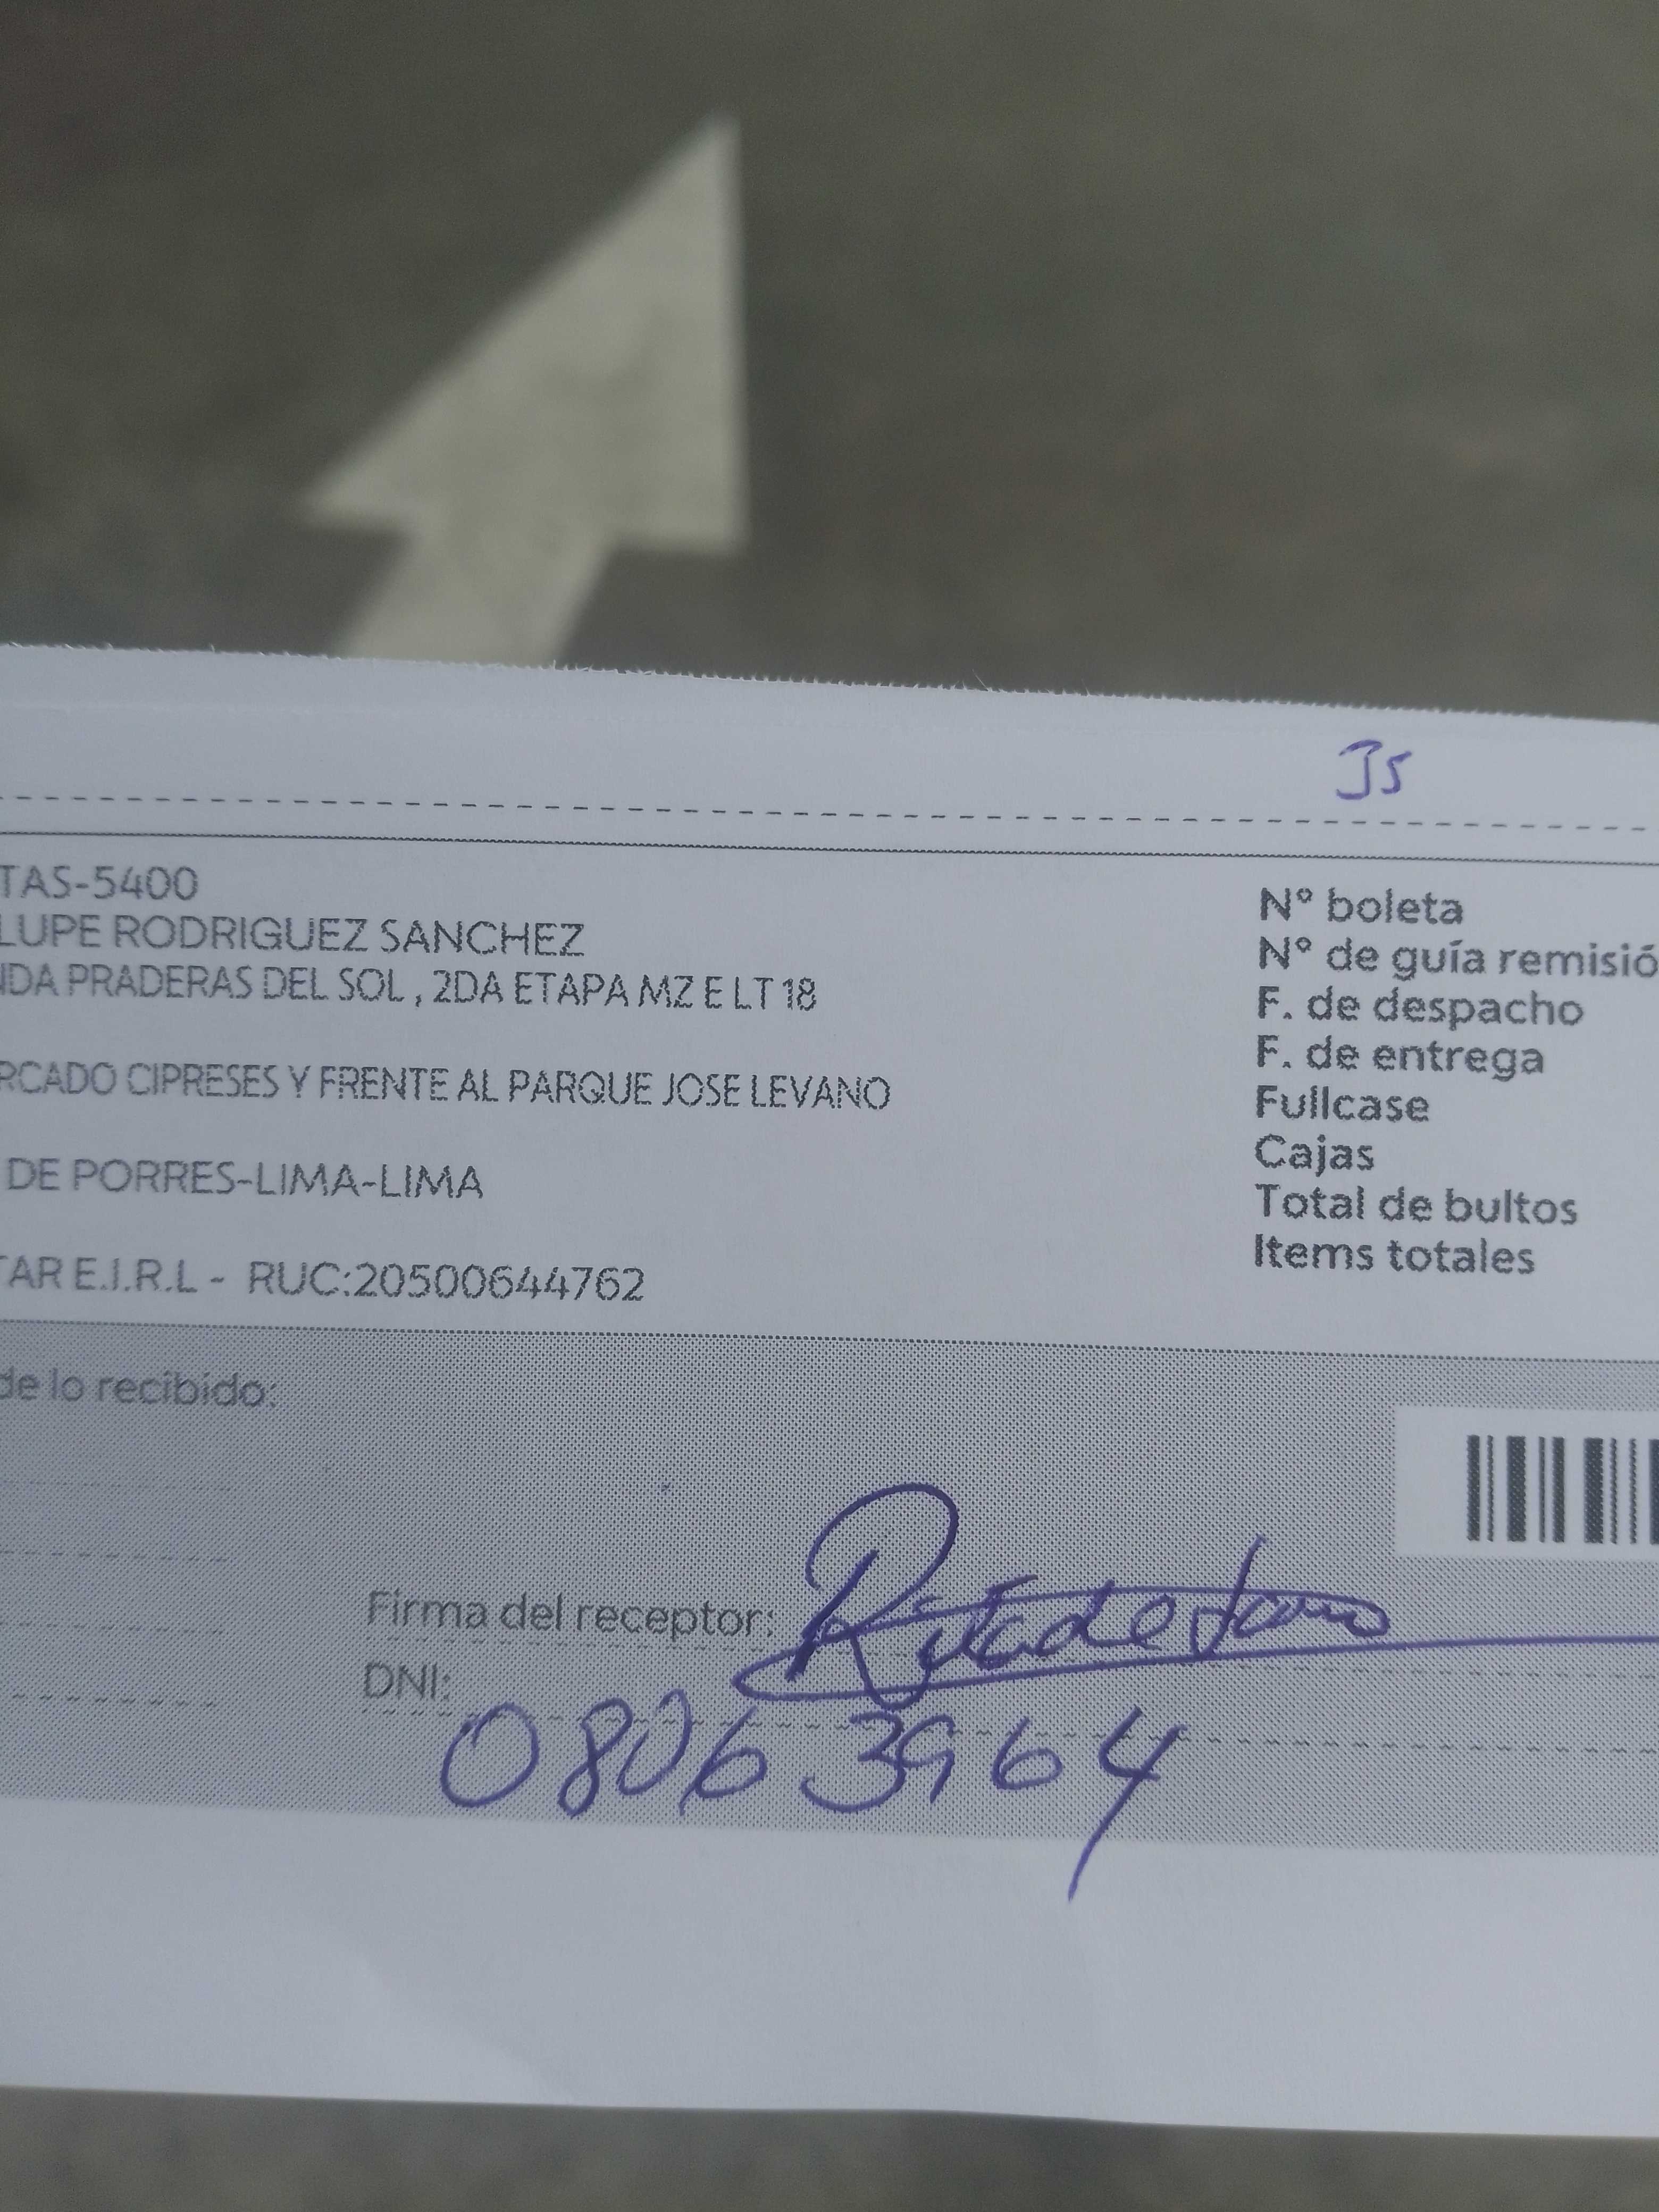 35
TAS-5400
LUPE RODRIGUEZ SANCHEZ
NDA PRADERAS DEL SOL , 2DA ETAPA MZ E LT 18
RCADO CIPRESES Y FRENTE AL PARQUE JOSE LEVANO
DE PORRES-LIMA-LIMA
TAR E.I.R.L - RUC:20500644762
N° boleta
N° de guía remisió
F. de despacho
F. de entrega
Fullcase
Cajas
Total de bultos
Items totales
de lo recibido:
Firma del receptor:
DNI:
08063964